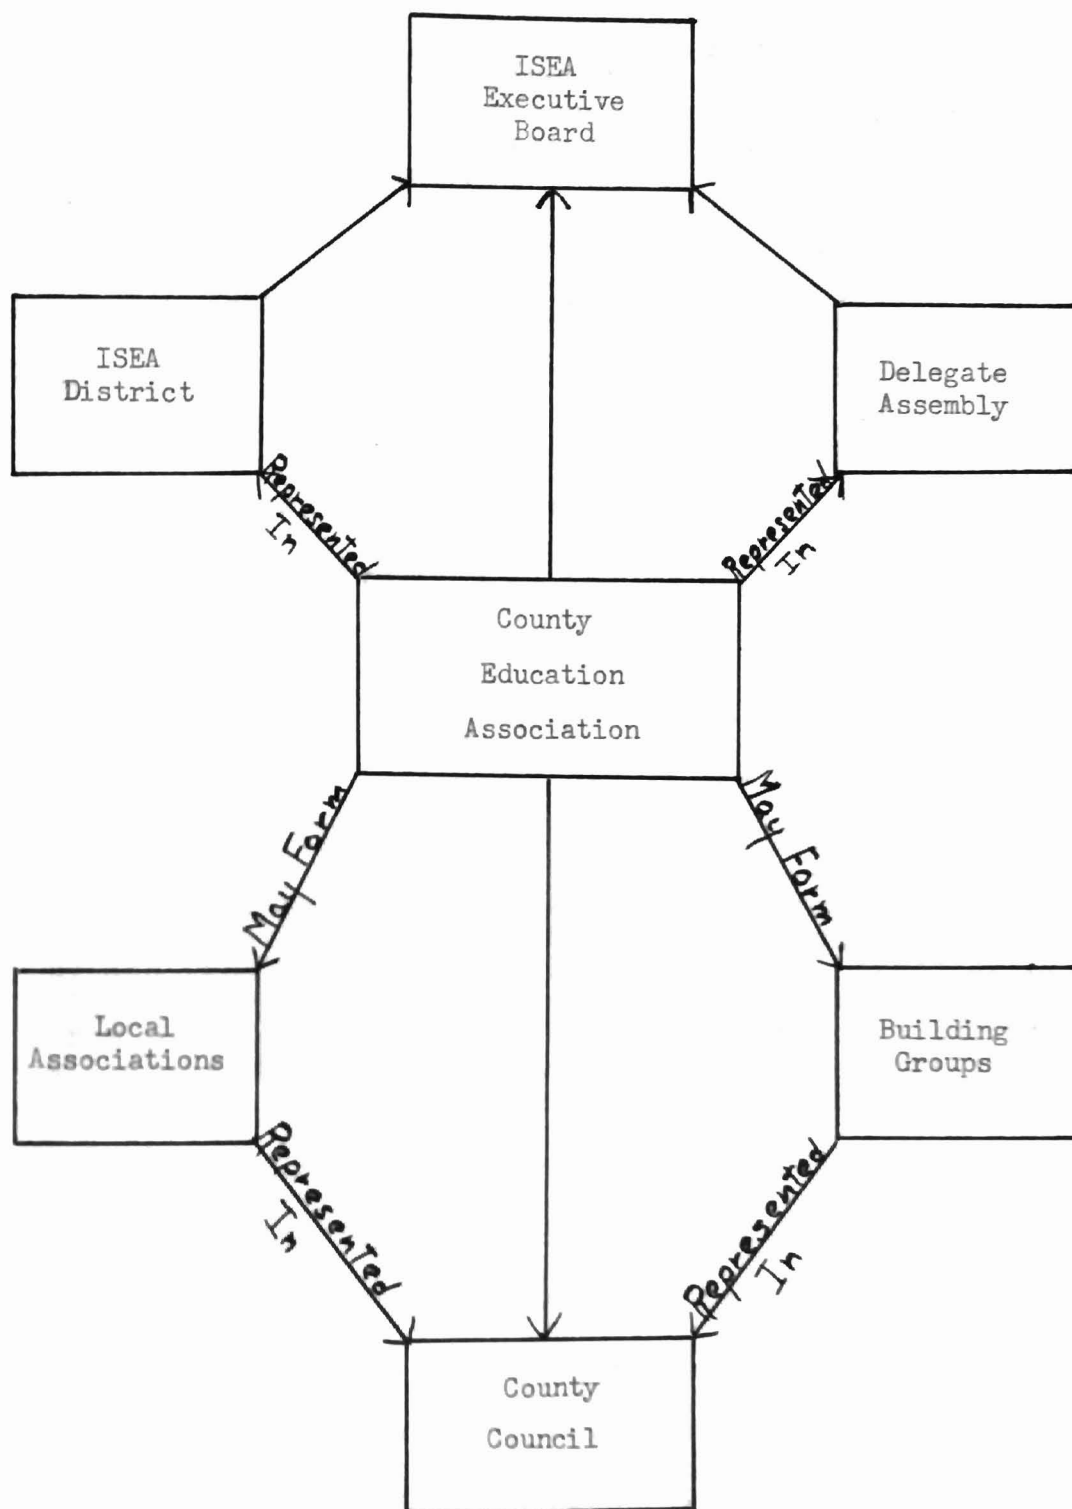 ISEA
Executive
Board
ISEA
District
Delegate
Assembly
Represented
In
Represented
In
County
Education
Association
May Form
May Form
Local
Associations
Building
Groups
Represented
In
Represented
In
County
Council